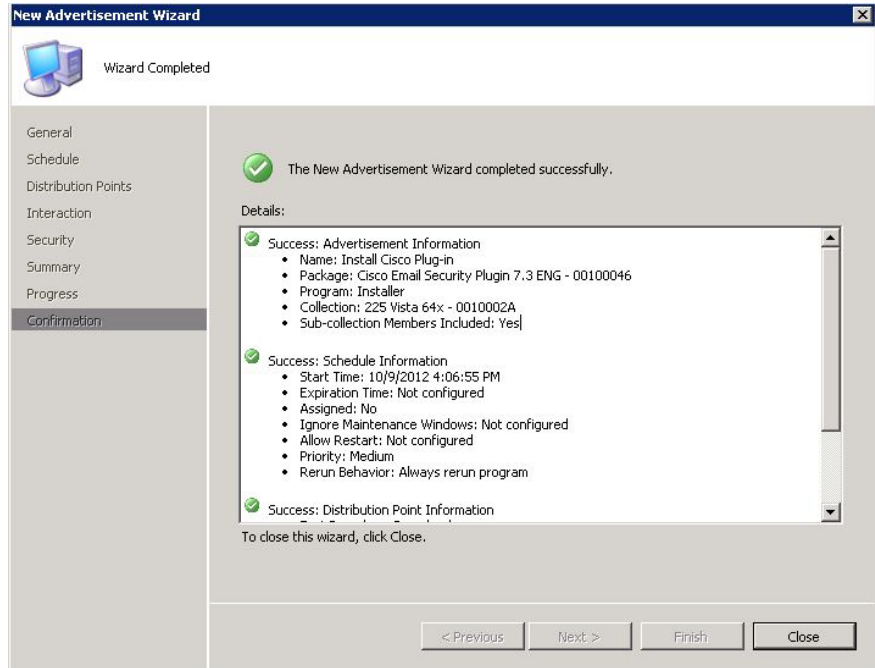 New Advertisement Wizard
Wizard Completed
General
Schedule
Distribution Points
Interaction
Security
Summary
Progress
Confirmation
The New Advertisement Wizard completed successfully.
Details:
Success: Advertisement Information
• Name: Install Cisco Plug-in
• Package: Cisco Email Security Plugin 7.3 ENG - 00100046
• Program: Installer
• Collection: 225 Vista 64x - 0010002A
• Sub-collection Members Included: Yes
Success: Schedule Information
• Start Time: 10/9/2012 4:06:55 PM
• Expiration Time: Not configured
• Assigned: No
• Ignore Maintenance Windows: Not configured
• Allow Restart: Not configured
• Priority: Medium
• Rerun Behavior: Always rerun program
Success: Distribution Point Information
To close this wizard, click Close.
< Previous
Next >
Finish
Close